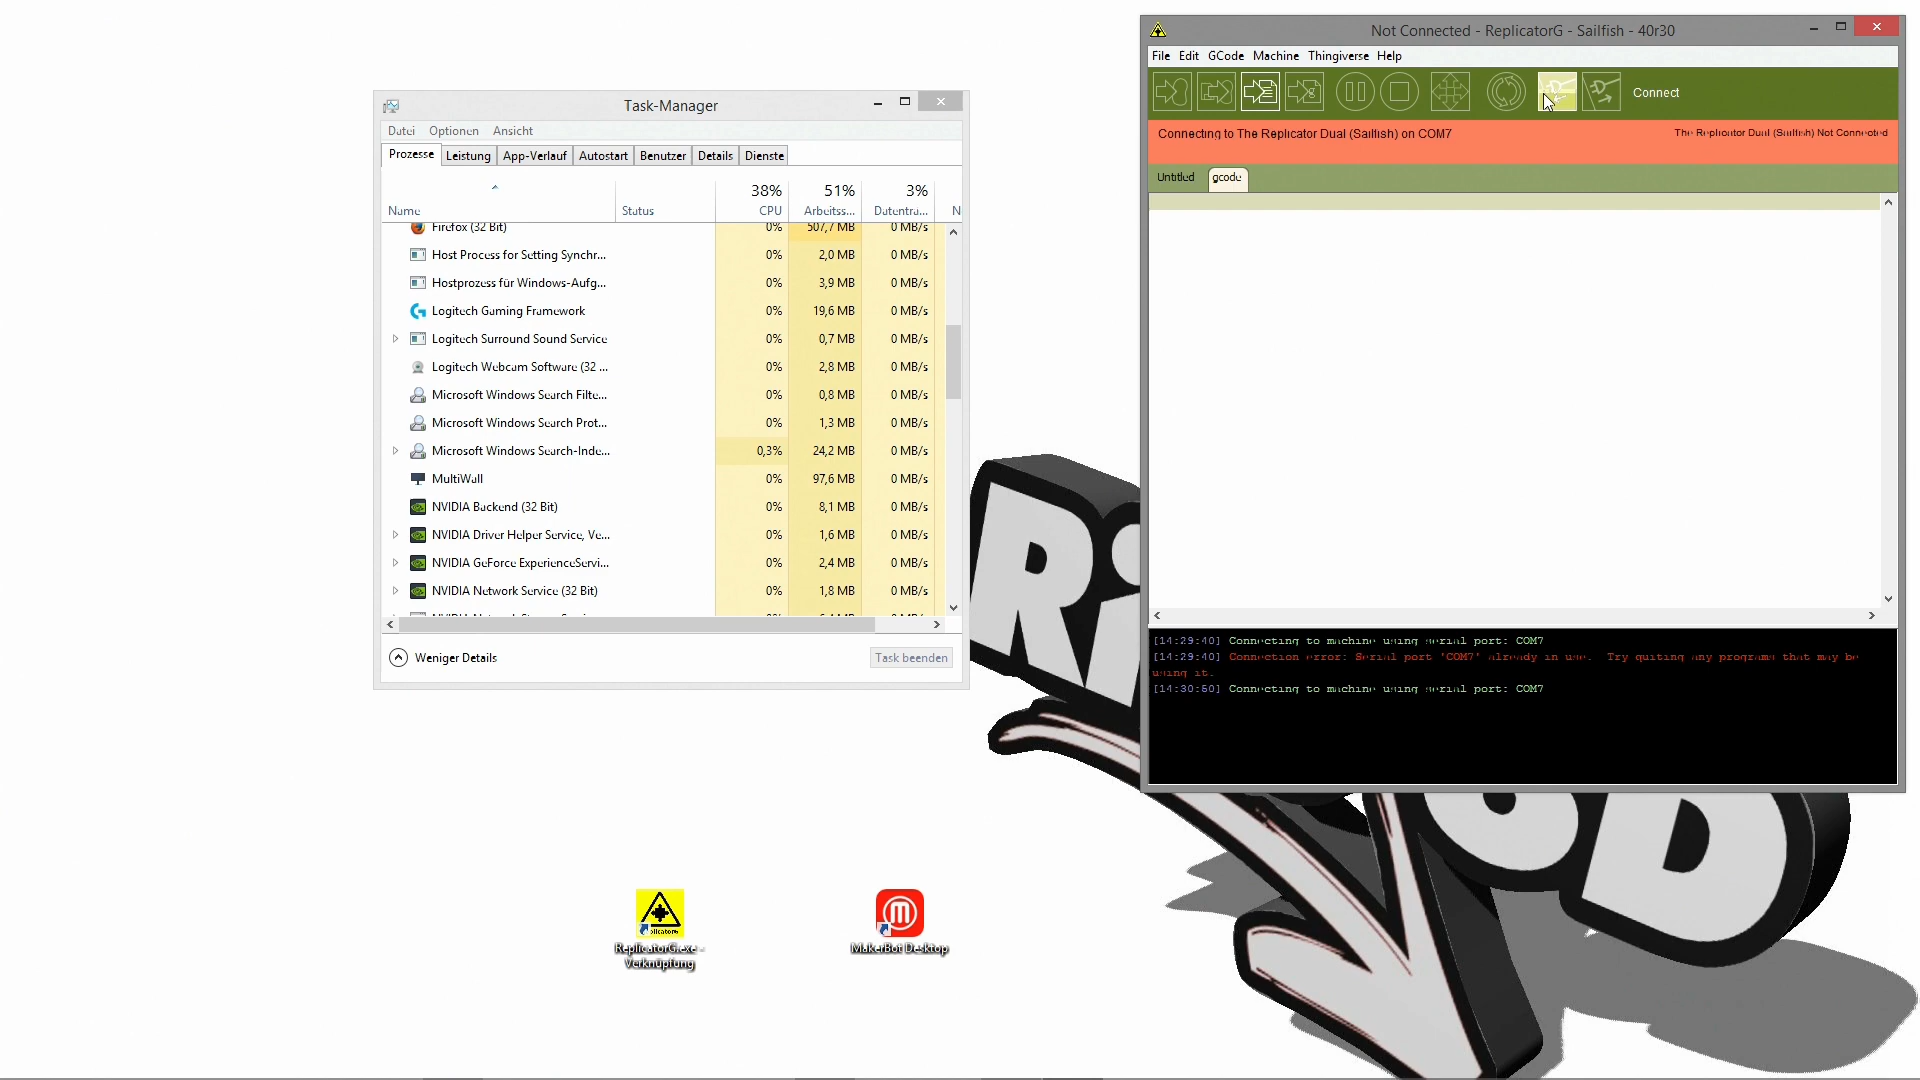 Task-Manager
Datei Optionen Ansicht
Prozesse Leistung App-Verlauf Autostart Benutzer Details Dienste
38% 51% 3%
Name Status CPU Arbeitss... Datentra... N
Firefox (32 Bit) 0% 507,7 MB 0 MB/s
Host Process for Setting Synchr... 0% 2,0 MB 0 MB/s
Hostprozess für Windows-Aufg... 0% 3,9 MB 0 MB/s
Logitech Gaming Framework 0% 19,6 MB 0 MB/s
Logitech Surround Sound Service 0% 0,7 MB 0 MB/s
Logitech Webcam Software (32 ... 0% 2,8 MB 0 MB/s
Microsoft Windows Search Filte... 0% 0,8 MB 0 MB/s
Microsoft Windows Search Prot... 0% 1,3 MB 0 MB/s
Microsoft Windows Search-Inde... 0,3% 24,2 MB 0 MB/s
MultiWall 0% 97,6 MB 0 MB/s
NVIDIA Backend (32 Bit) 0% 8,1 MB 0 MB/s
NVIDIA Driver Helper Service, Ve... 0% 1,6 MB 0 MB/s
NVIDIA GeForce ExperienceServi... 0% 2,4 MB 0 MB/s
NVIDIA Network Service (32 Bit) 0% 1,8 MB 0 MB/s
Weniger Details Task beenden
Not Connected - ReplicatorG - Sailfish - 40r30
File Edit GCode Machine Thingiverse Help
Connect
Connecting to The Replicator Dual (Sailfish) on COM7
The Replicator Dual (Sailfish) Not Connected
Untitled gcode
[14:29:40] Connecting to machine using serial port: COM7
[14:29:40] Connection error: Serial port 'COM7' already in use. Try quiting any programs that may be
using it.
[14:30:50] Connecting to machine using serial port: COM7
ReplicatorG.exe -
Verknüpfung
MakerBot Desktop